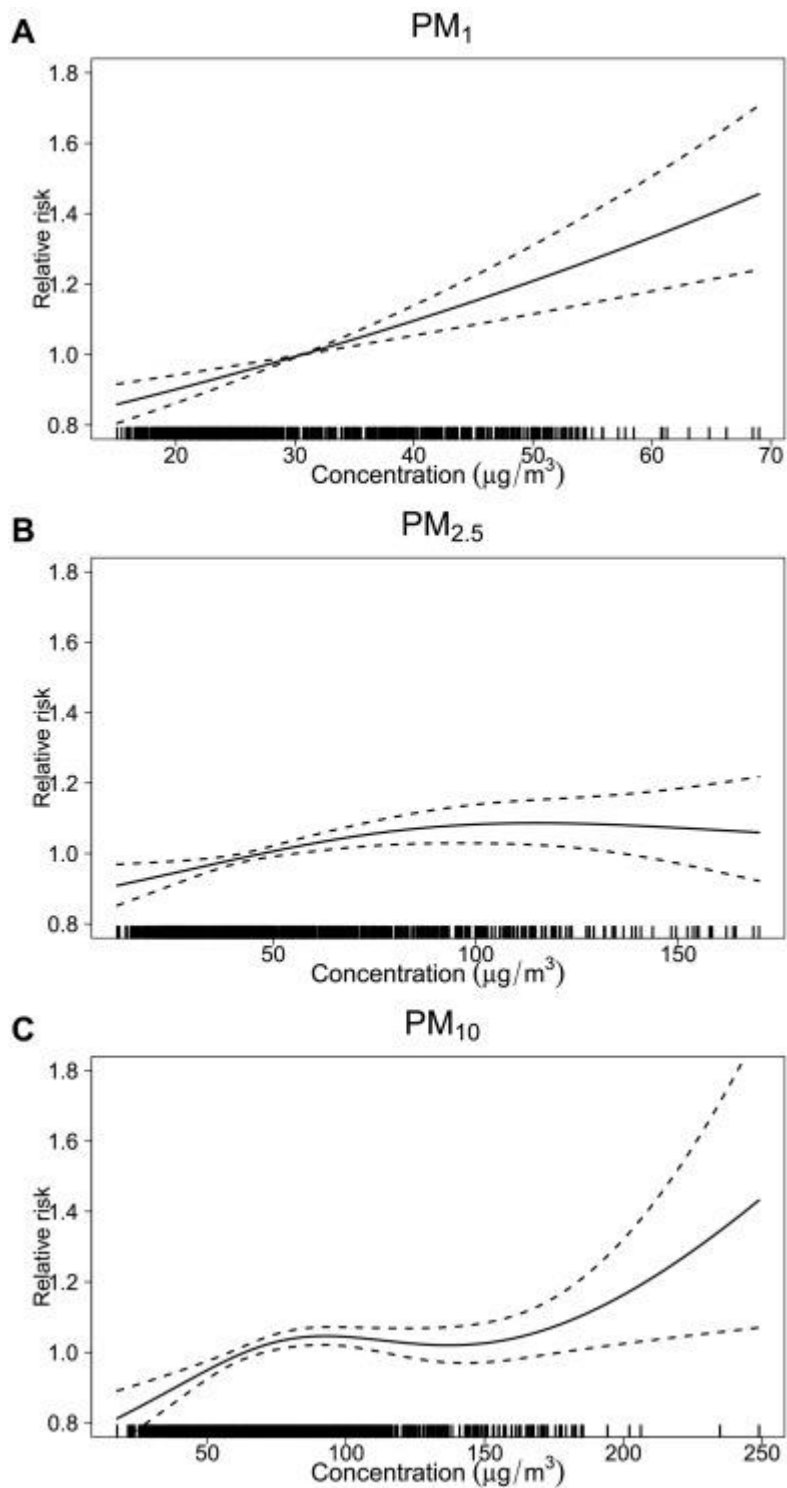 A
PM₁
Relative risk
1.8
1.6
1.4
1.2
1.0
0.8
20 30 40 50 60 70
Concentration (μg/m³)
B
PM₂.₅
Relative risk
1.8
1.6
1.4
1.2
1.0
0.8
50 100 150
Concentration (μg/m³)
C
PM₁₀
Relative risk
1.8
1.6
1.4
1.2
1.0
0.8
50 100 150 200 250
Concentration (μg/m³)